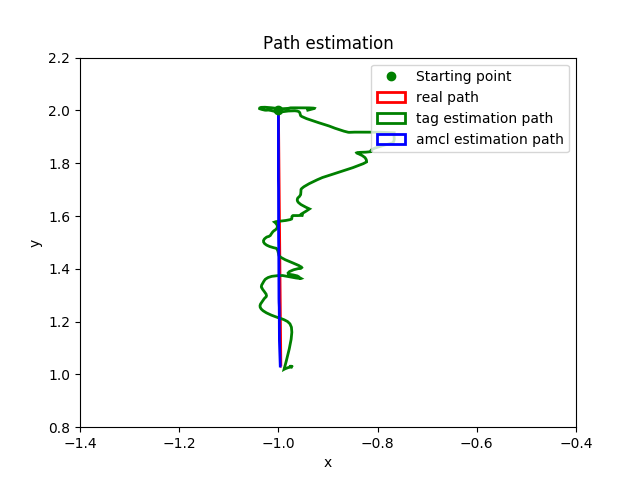 Path estimation
Starting point
real path
tag estimation path
amcl estimation path
2.2
2.0
1.8
1.6
1.4
1.2
1.0
0.8
y
−1.4
−1.2
−1.0
−0.8
−0.6
−0.4
x